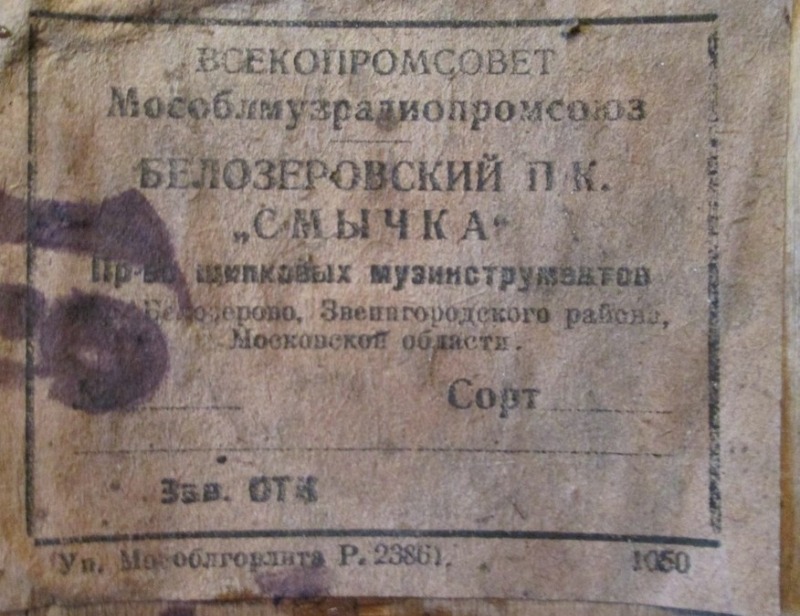 ВСЕКОПРОМСОВЕТ
Мособлмузрадиопромсоюз
БЕЛОЗЕРОВСКИЙ П К.
„СМЫЧКА“
Пр-во щипковых музинструментов
Белозерово, Звенигородского района,
Московской области.
Сорт
Зав. ОТК
Уп. Мособлгорлита Р. 23861.
1050